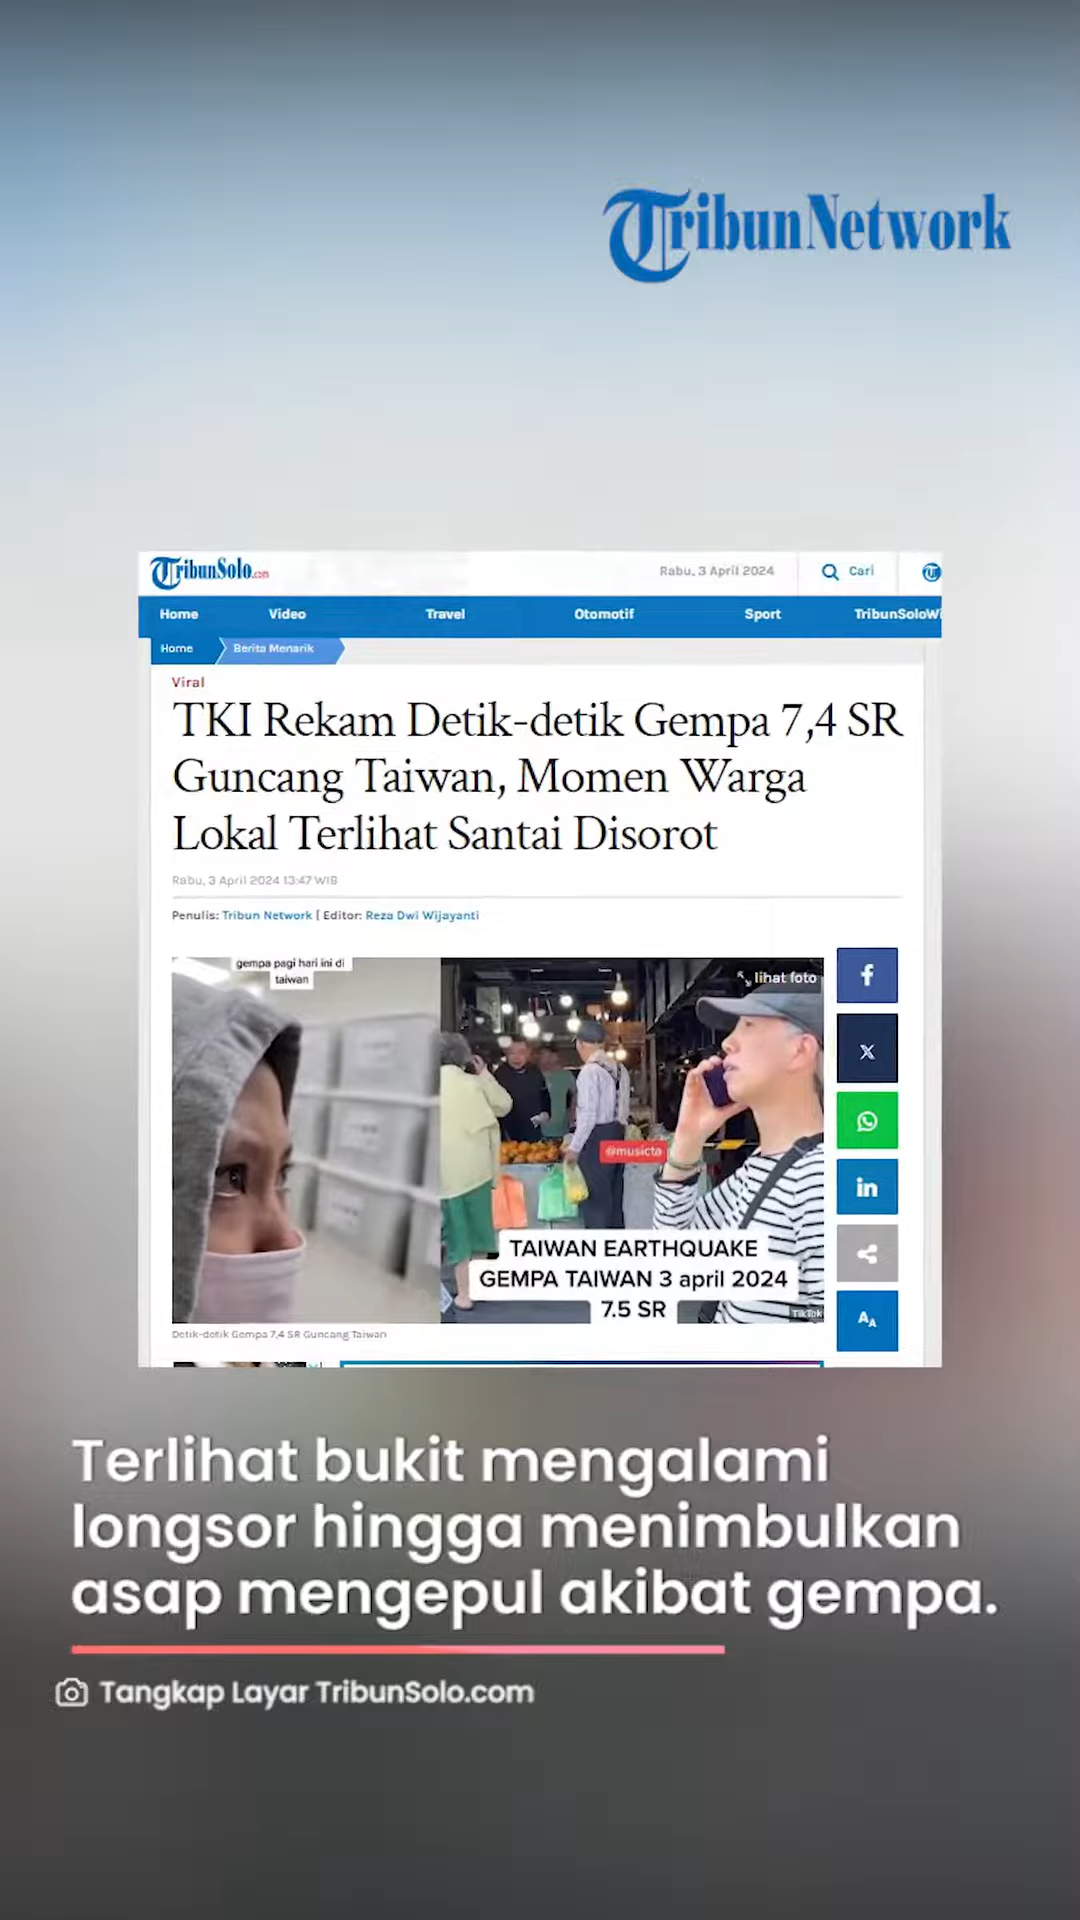 TribunNetwork
TribunSolo.com
Rabu, 3 April 2024
Cari
Home Video Travel Otomotif Sport TribunSoloWi
Home Berita Menarik
Viral
TKI Rekam Detik-detik Gempa 7,4 SR
Guncang Taiwan, Momen Warga
Lokal Terlihat Santai Disorot
Rabu, 3 April 2024 13:47 WIB
Penulis: Tribun Network | Editor: Reza Dwi Wijayanti
gempa pagi hari ini di
taiwan
lihat foto
@musicta
TAIWAN EARTHQUAKE
GEMPA TAIWAN 3 april 2024
7.5 SR
TikTok
Detik-detik Gempa 7,4 SR Guncang Taiwan
Terlihat bukit mengalami
longsor hingga menimbulkan
asap mengepul akibat gempa.
Tangkap Layar TribunSolo.com